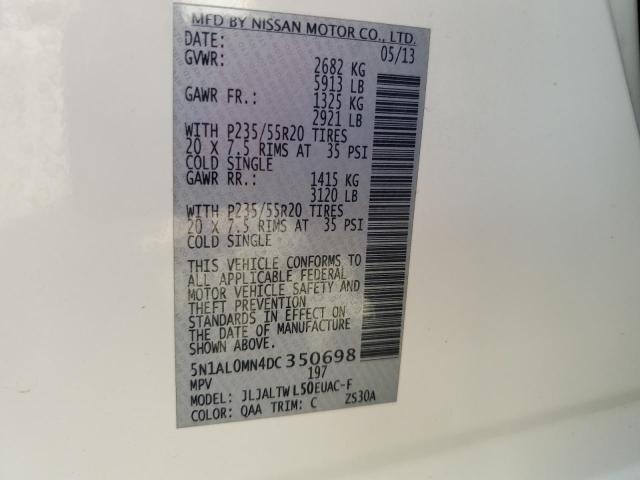 MFD BY NISSAN MOTOR CO., LTD.
DATE: 05/13
GVWR: 2682 KG
5913 LB
GAWR FR.: 1325 KG
2921 LB
WITH P235/55R20 TIRES
20 X 7.5 RIMS AT 35 PSI
COLD SINGLE
GAWR RR.: 1415 KG
3120 LB
WITH P235/55R20 TIRES
20 X 7.5 RIMS AT 35 PSI
COLD SINGLE
THIS VEHICLE CONFORMS TO
ALL APPLICABLE FEDERAL
MOTOR VEHICLE SAFETY AND
THEFT PREVENTION
STANDARDS IN EFFECT ON
THE DATE OF MANUFACTURE
SHOWN ABOVE.
5N1AL0MN4DC350698
MPV 197
MODEL: JLJALTWL50EUAC-F
COLOR: QAA TRIM: C ZS30A